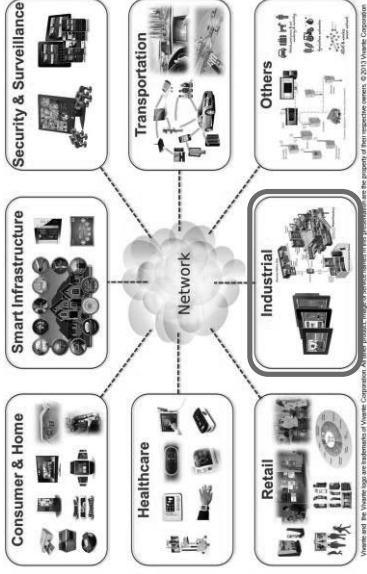 Consumer & Home
Smart Infrastructure
Security & Surveillance
Healthcare
Network
Transportation
Retail
Industrial
Others
Vivante and the Vivante logo are trademarks of Vivante Corporation. All other product, image or service names in this presentation are the property of their respective owners. © 2013 Vivante Corporation